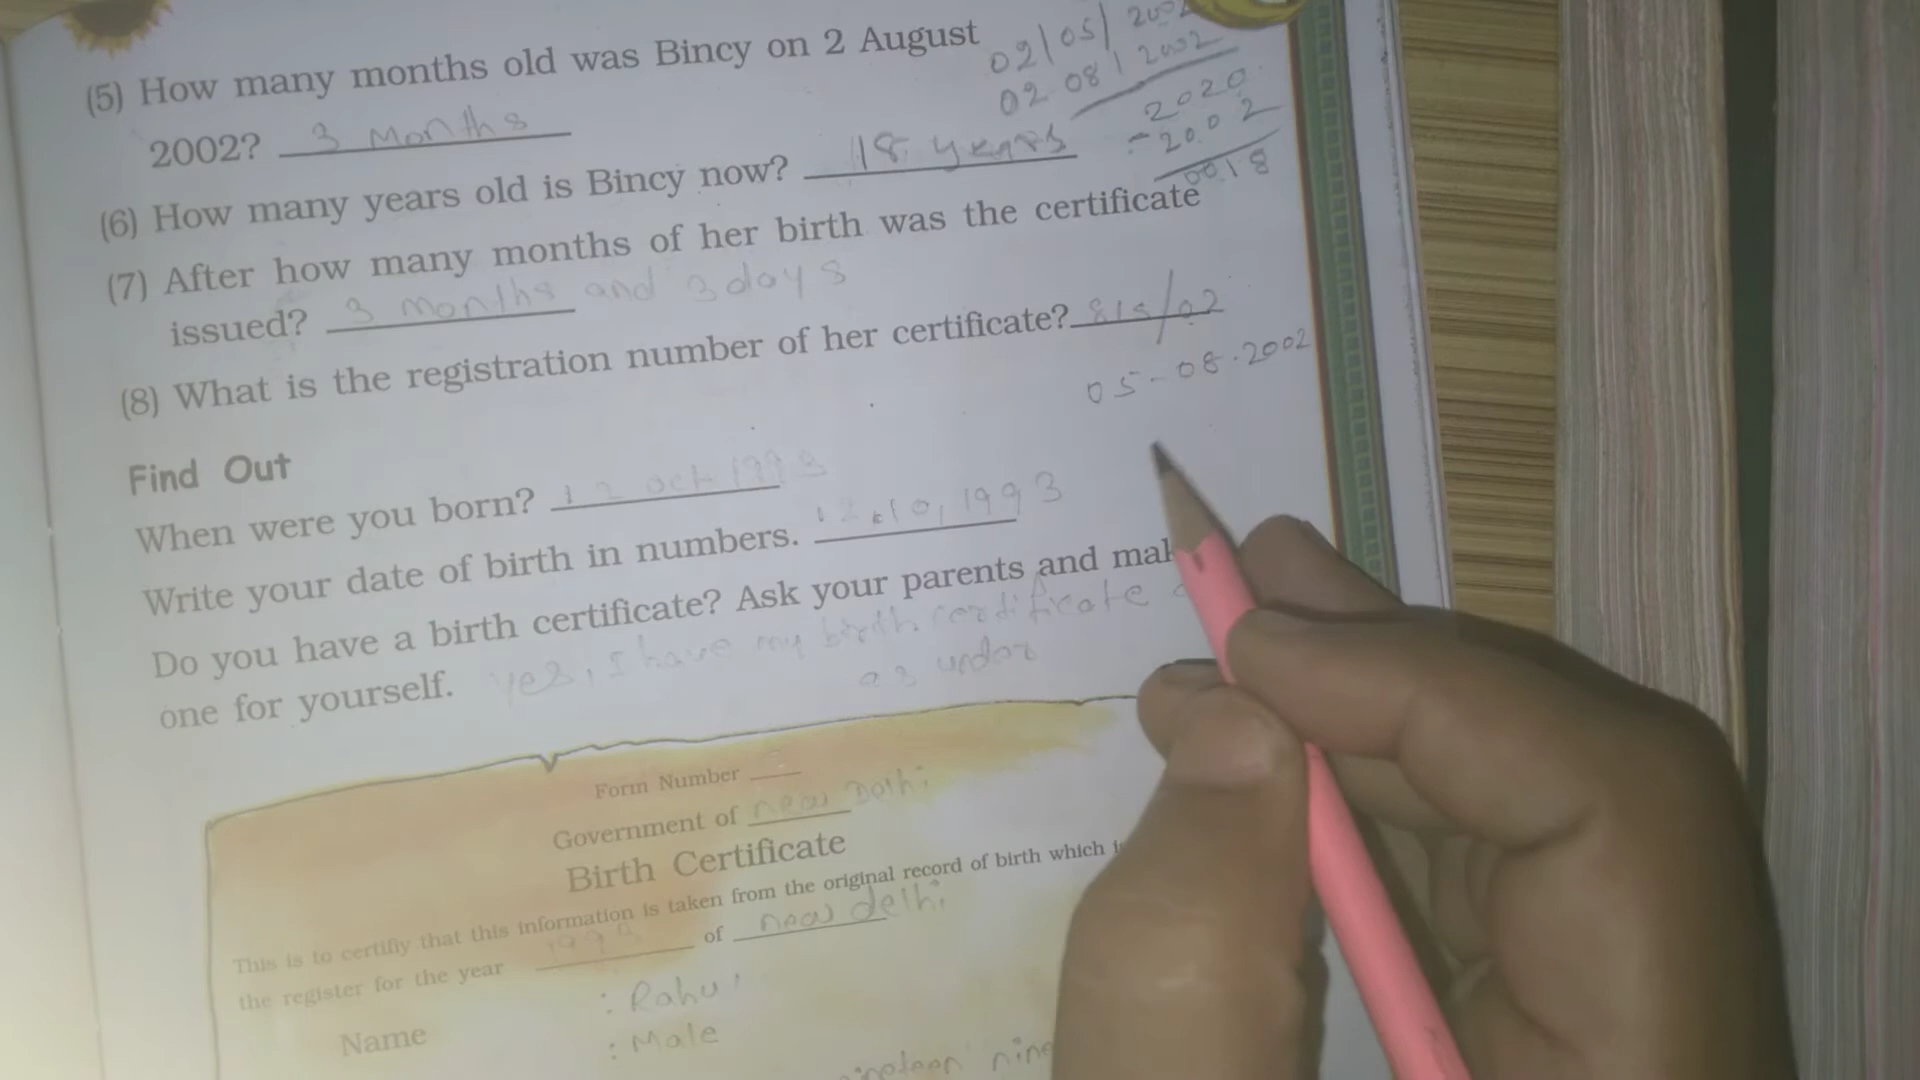 (5) How many months old was Bincy on 2 August
02/05/2002
02 08/2002
2002? 3 Months
2020
-2002
0018
(6) How many years old is Bincy now? 18 years
(7) After how many months of her birth was the certificate
issued? 3 months and 3 days
(8) What is the registration number of her certificate? 815/02
05-08.2002
Find Out
When were you born? 12 Oct 1993
Write your date of birth in numbers. 12.10,1993
Do you have a birth certificate? Ask your parents and mak
one for yourself. yes, I have my birth certificate
as under
Form Number
Government of new Delhi
Birth Certificate
This is to certifiy that this information is taken from the original record of birth which
the register for the year 1993 of new delhi
Name : Rahul
: Male
nineteen nine